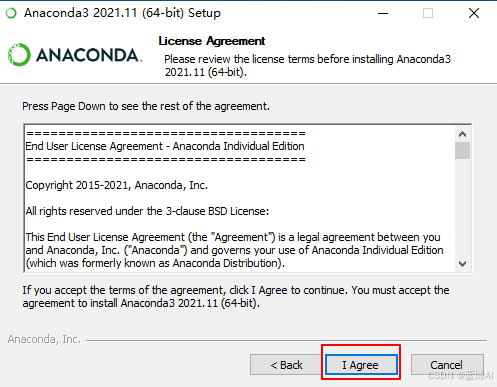 Anaconda3 2021.11 (64-bit) Setup
ANACONDA.
License Agreement
Please review the license terms before installing Anaconda3
2021.11 (64-bit).
Press Page Down to see the rest of the agreement.
======================================
End User License Agreement - Anaconda Individual Edition
======================================
Copyright 2015-2021, Anaconda, Inc.
All rights reserved under the 3-clause BSD License:
This End User License Agreement (the "Agreement") is a legal agreement between you
and Anaconda, Inc. ("Anaconda") and governs your use of Anaconda Individual Edition
(which was formerly known as Anaconda Distribution).
If you accept the terms of the agreement, click I Agree to continue. You must accept the
agreement to install Anaconda3 2021.11 (64-bit).
Anaconda, Inc.
< Back
I Agree
Cancel
CSDN @蓝博AI